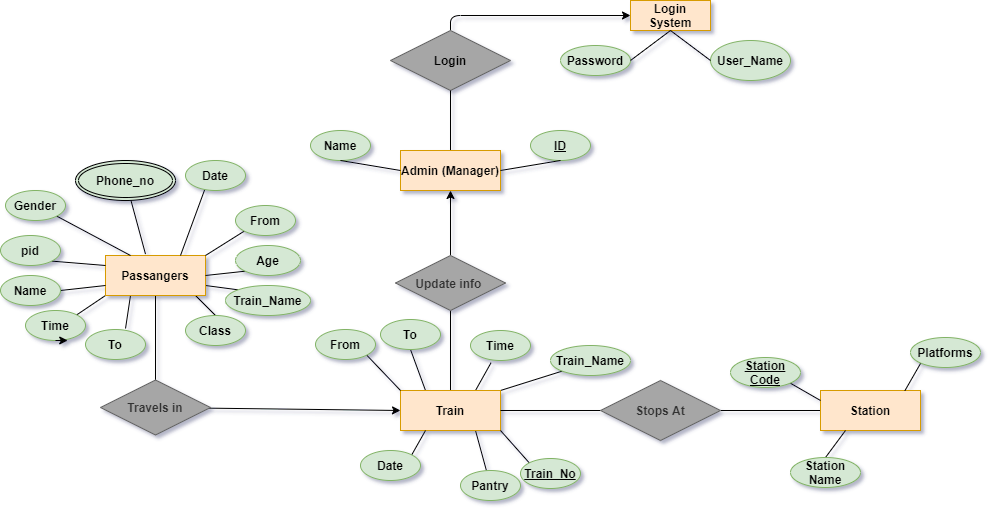 Login
System
Password
User_Name
Login
Name
ID
Admin (Manager)
Phone_no
Date
Gender
From
pid
Age
Passangers
Name
Train_Name
Time
To
Class
Update info
From
To
Time
Train_Name
Travels in
Train
Stops At
Station
Station
Code
Platforms
Date
Pantry
Train_No
Station
Name